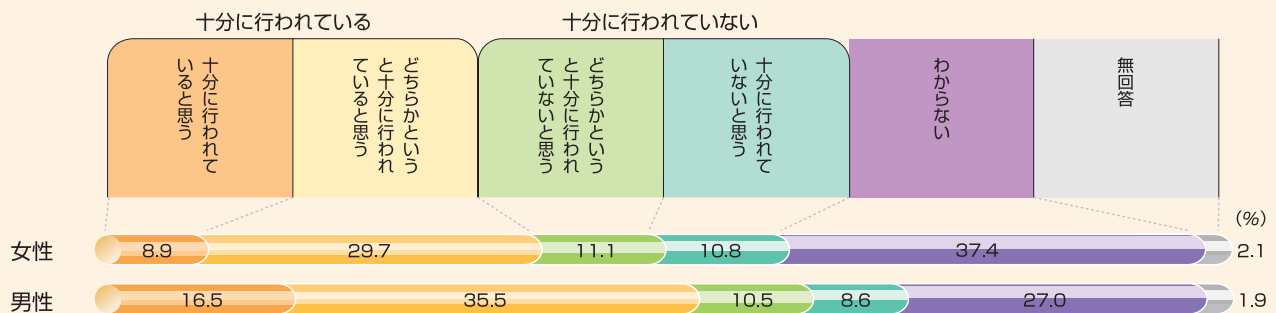 十分に行われている
十分に行われていない
十分に行われて
いると思う
どちらかという
と十分に行われ
ていると思う
どちらかという
と十分に行われ
ていないと思う
十分に行われて
いないと思う
わからない
無回答
(%)
女性 8.9 29.7 11.1 10.8 37.4 2.1
男性 16.5 35.5 10.5 8.6 27.0 1.9